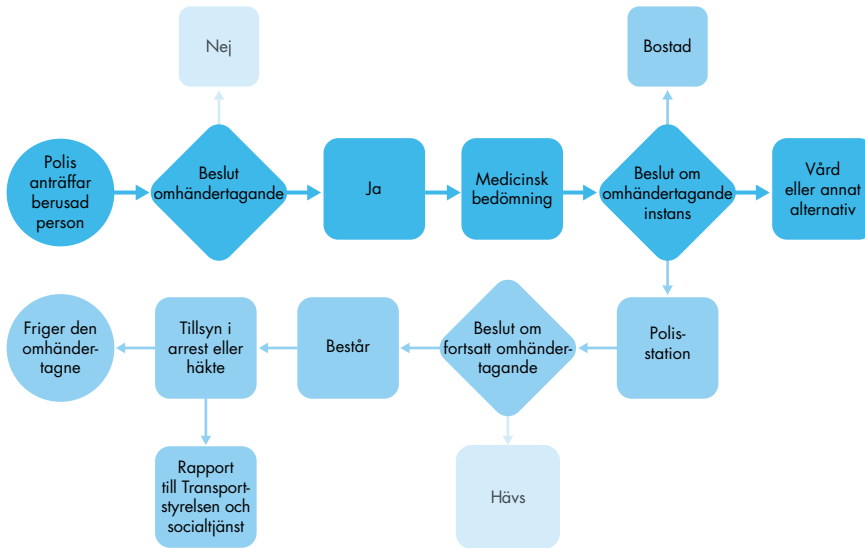 Nej
Bostad
Polis
anträffar
berusad
person
Beslut
omhändertagande
Ja
Medicinsk
bedömning
Beslut om
omhändertagande
instans
Vård
eller annat
alternativ
Friger den
omhänder-
tagne
Tillsyn i
arrest eller
häkte
Består
Beslut om
fortsatt omhänder-
tagande
Polis-
station
Rapport
till Transport-
styrelsen och
socialtjänst
Hävs